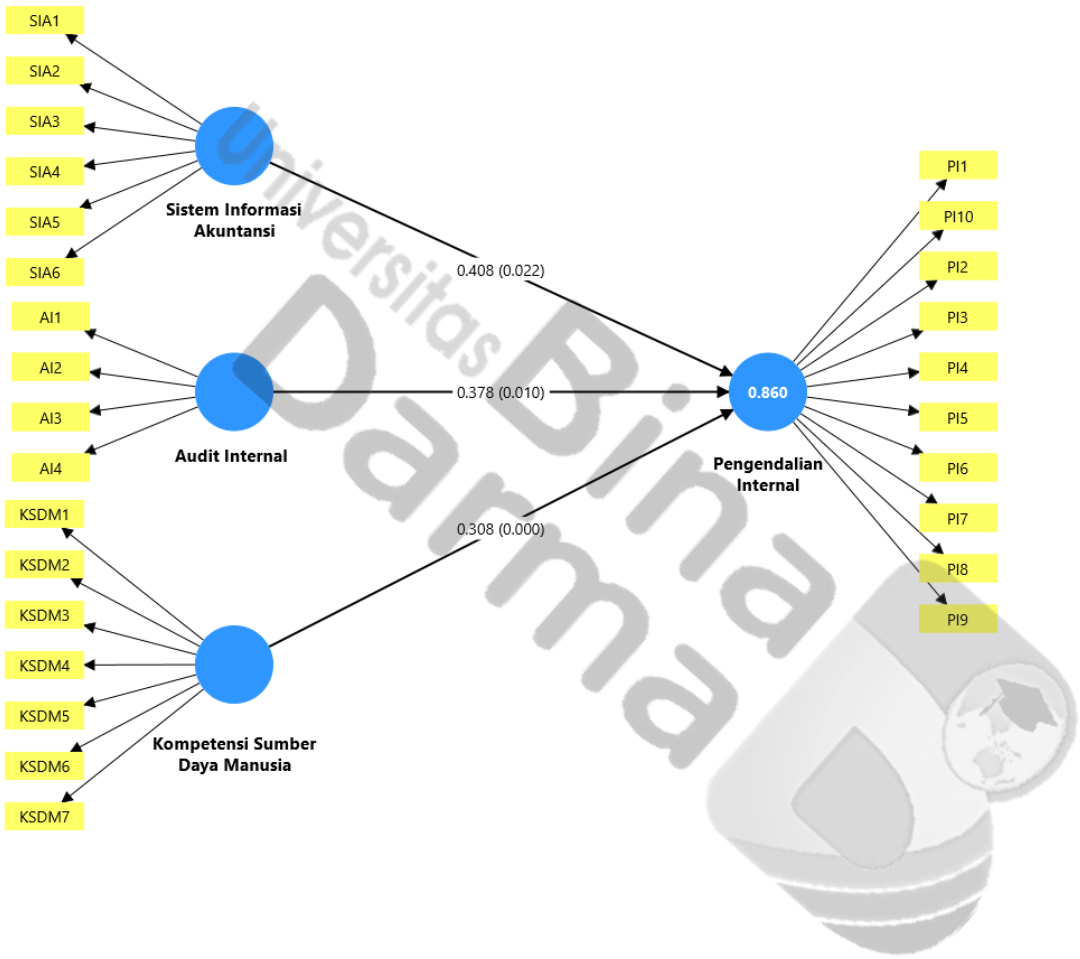 SIA1
SIA2
SIA3
SIA4
SIA5
SIA6
Sistem Informasi
Akuntansi
AI1
AI2
AI3
AI4
Audit Internal
KSDM1
KSDM2
KSDM3
KSDM4
KSDM5
KSDM6
KSDM7
Kompetensi Sumber
Daya Manusia
0.408 (0.022)
0.378 (0.010)
0.308 (0.000)
0.860
Pengendalian
Internal
PI1
PI10
PI2
PI3
PI4
PI5
PI6
PI7
PI8
PI9
Universitas
Bina
Darma